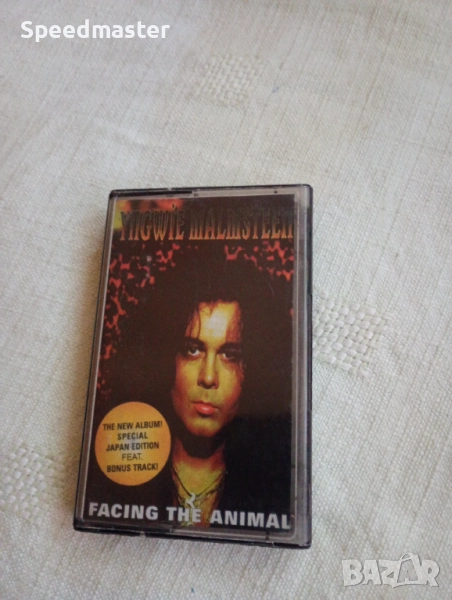 Speedmaster
YNGWIE MALMSTEEN
THE NEW ALBUM!
SPECIAL
JAPAN EDITION
FEAT.
BONUS TRACK!
FACING THE ANIMAL
BAZAR